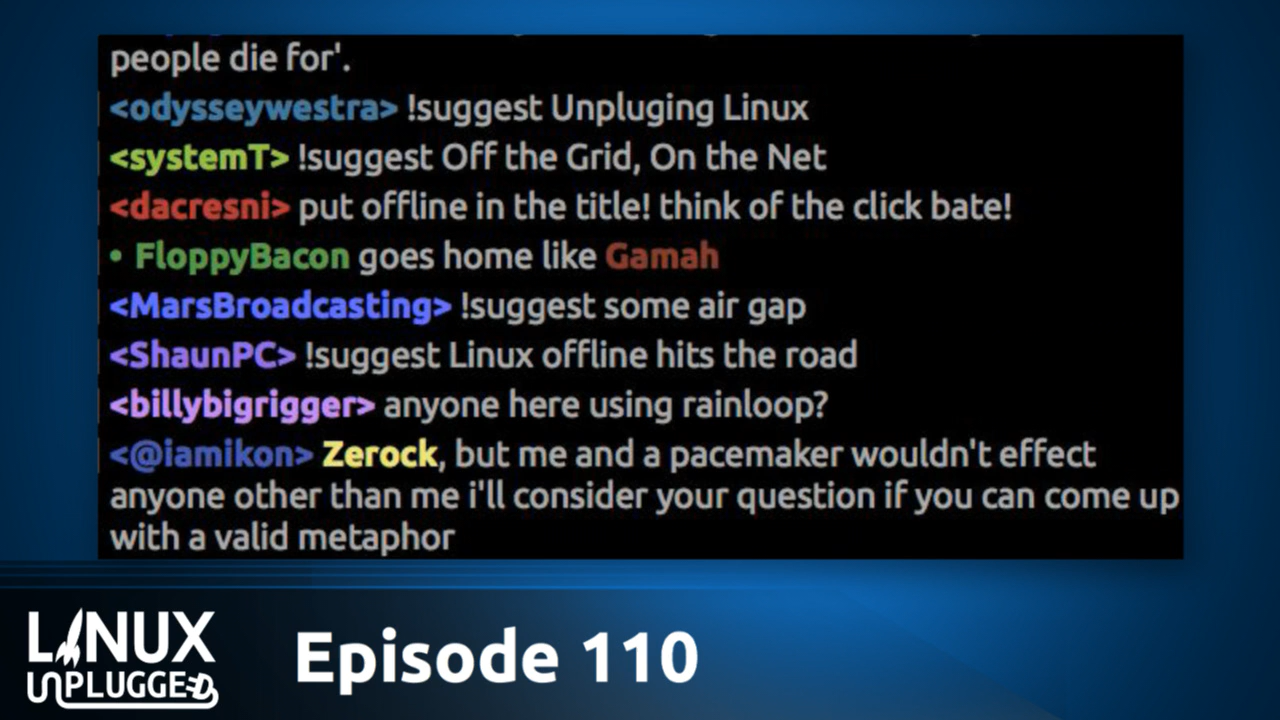 people die for'.
<odysseywestra> !suggest Unpluging Linux
<systemT> !suggest Off the Grid, On the Net
<dacresni> put offline in the title! think of the click bate!
• FloppyBacon goes home like Gamah
<MarsBroadcasting> !suggest some air gap
<ShaunPC> !suggest Linux offline hits the road
<billybigrigger> anyone here using rainloop?
<@iamikon> Zerock, but me and a pacemaker wouldn't effect
anyone other than me i'll consider your question if you can come up
with a valid metaphor
LINUX
UNPLUGGED
Episode 110